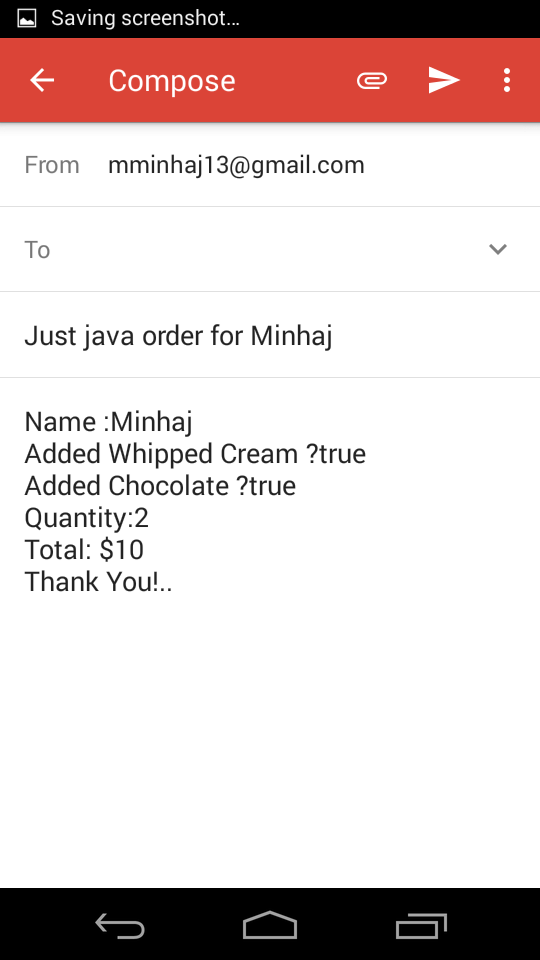 Saving screenshot...
Compose
From mminhaj13@gmail.com
To
Just java order for Minhaj
Name :Minhaj
Added Whipped Cream ?true
Added Chocolate ?true
Quantity:2
Total: $10
Thank You!..